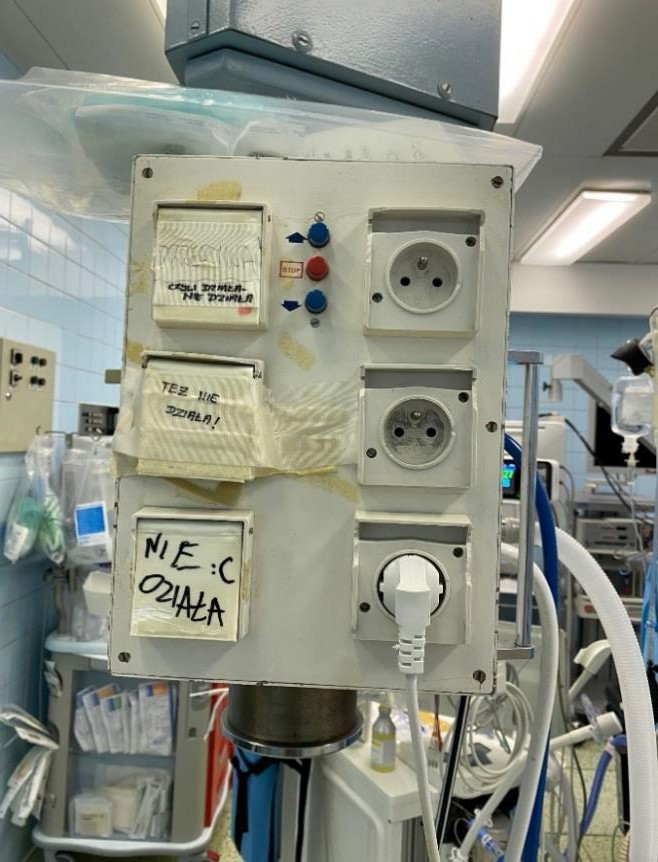 CZYLI DZIAŁA-
NIE DZIAŁA
STOP
TEŻ NIE
DZIAŁA!
NIE :C
DZIAŁA